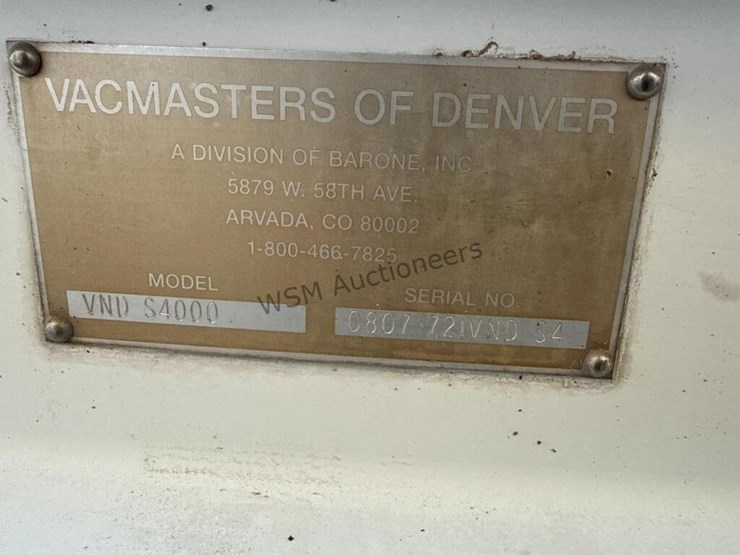 VACMASTERS OF DENVER
A DIVISION OF BARONE, INC
5879 W. 58TH AVE.
ARVADA, CO 80002
1-800-466-7825
WSM Auctioneers
MODEL
VND S4000
SERIAL NO.
0807 721VND S4